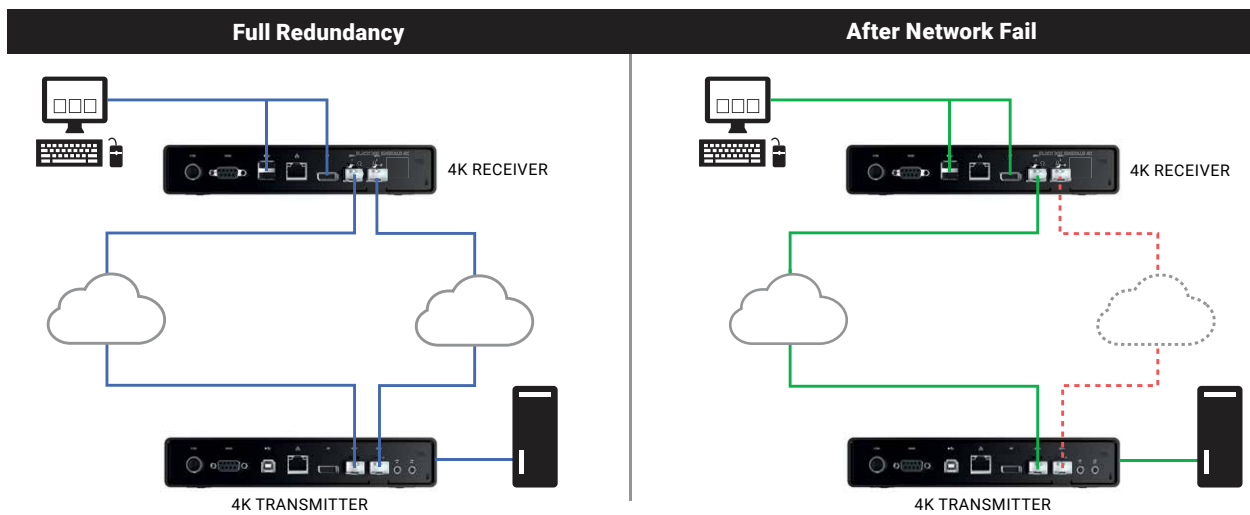 Full Redundancy
After Network Fail
4K RECEIVER
4K RECEIVER
4K TRANSMITTER
4K TRANSMITTER